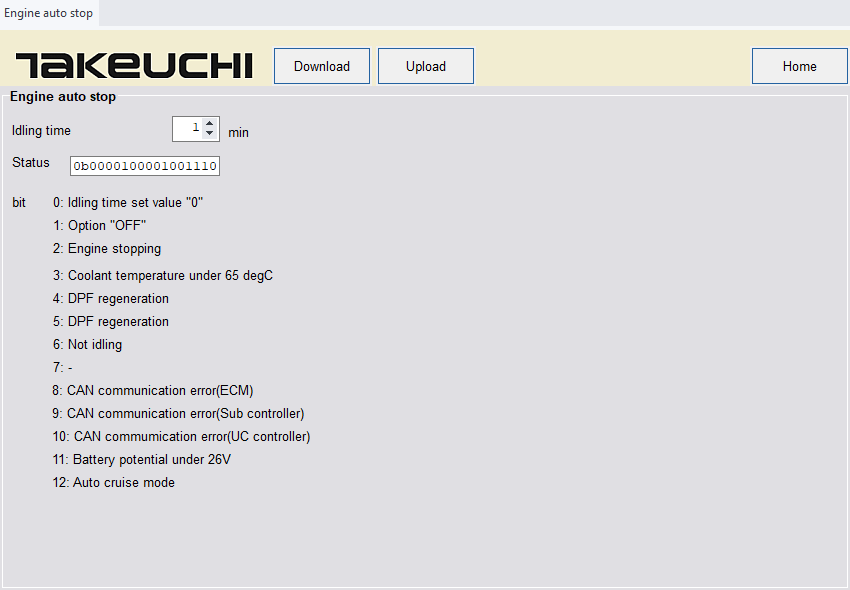 Engine auto stop
TAKEUCHI Download Upload Home
Engine auto stop
Idling time 1 min
Status 0b0000100001001110
bit 0: Idling time set value "0"
1: Option "OFF"
2: Engine stopping
3: Coolant temperature under 65 degC
4: DPF regeneration
5: DPF regeneration
6: Not idling
7: -
8: CAN communication error(ECM)
9: CAN communication error(Sub controller)
10: CAN commumication error(UC controller)
11: Battery potential under 26V
12: Auto cruise mode